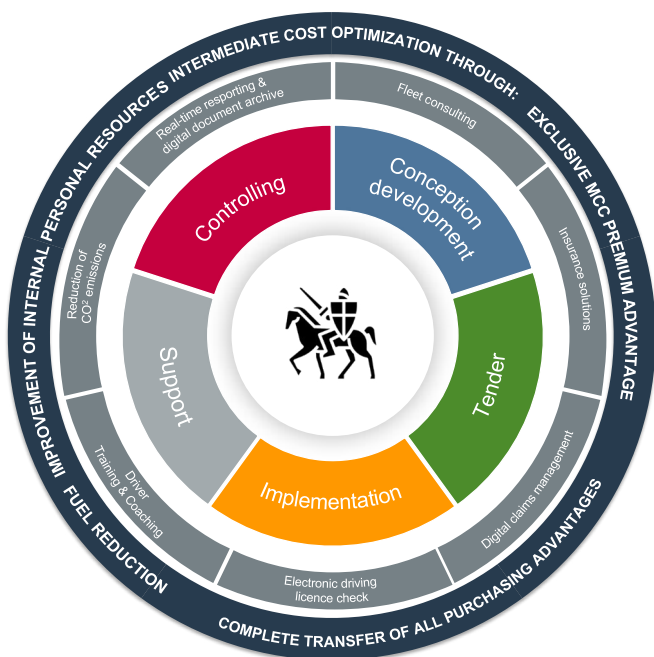 INTERMEDIATE COST OPTIMIZATION THROUGH:
EXCLUSIVE MCC PREMIUM ADVANTAGE
COMPLETE TRANSFER OF ALL PURCHASING ADVANTAGES
FUEL REDUCTION
IMPROVEMENT OF INTERNAL PERSONAL RESOURCES
Fleet consulting
Insurance solutions
Digital claims management
Electronic driving
licence check
Driver
Training & Coaching
Reduction of
CO² emissions
Real-time resporting &
digital document archive
Conception
development
Tender
Implementation
Support
Controlling